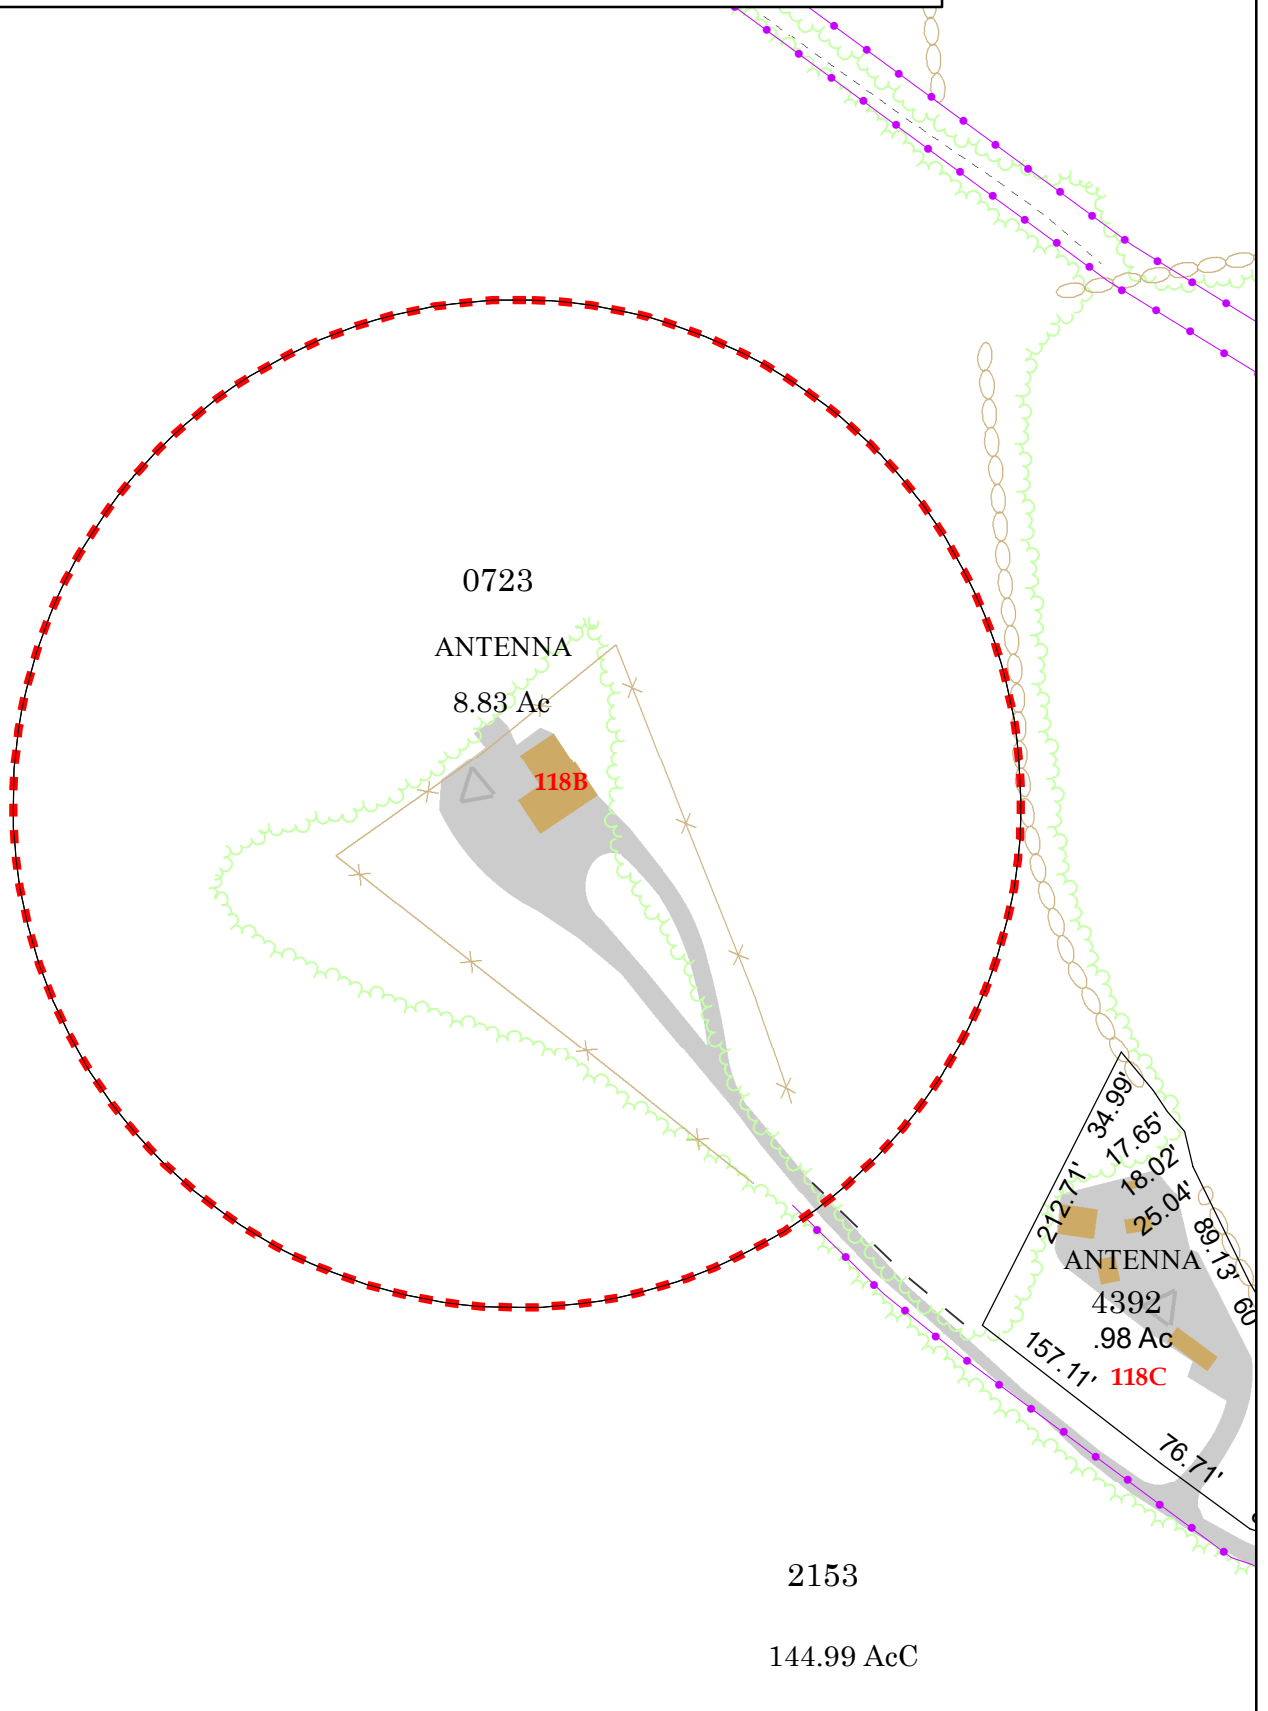 0723
ANTENNA
8.83 Ac
118B
34.99'
17.65'
18.02'
25.04'
212.71'
89.13'
60
ANTENNA
4392
.98 Ac
118C
157.11'
76.71'
2153
144.99 AcC